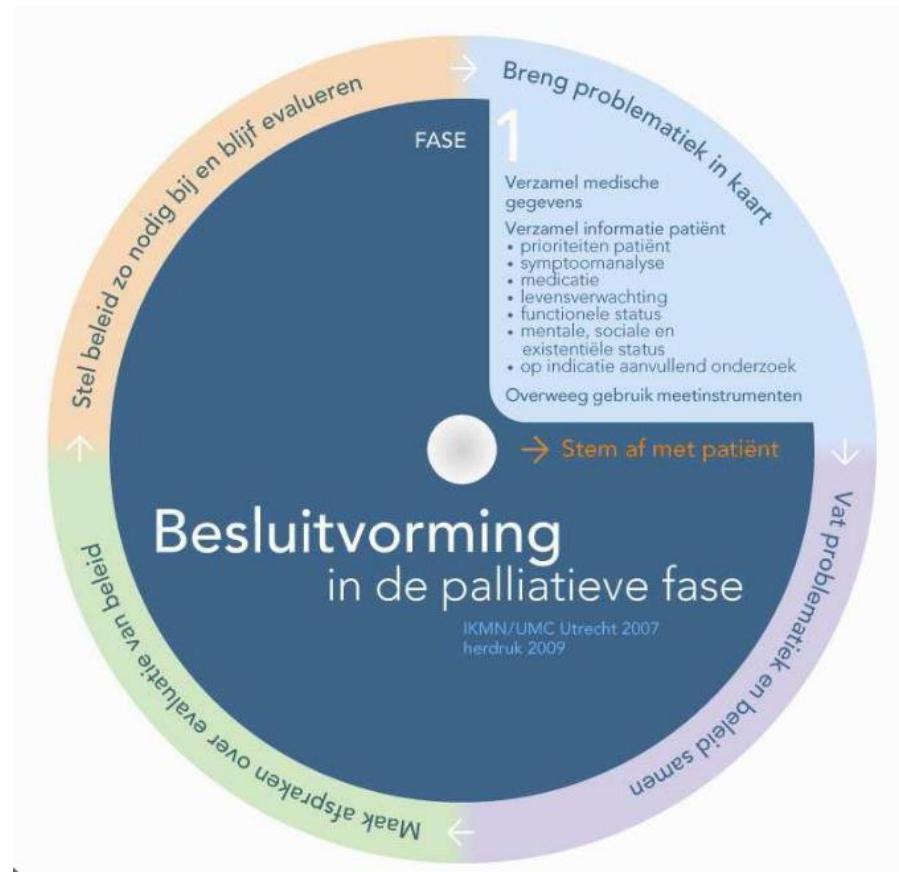 Breng problematiek in kaart
FASE 1
Verzamel medische
gegevens
Verzamel informatie patiënt
• prioriteiten patiënt
• symptoomanalyse
• medicatie
• levensverwachting
• functionele status
• mentale, sociale en
existentiële status
• op indicatie aanvullend onderzoek
Overweeg gebruik meetinstrumenten
→ Stem af met patiënt
Besluitvorming
in de palliatieve fase
IKMN/UMC Utrecht 2007
herdruk 2009
Vat problematiek en beleid samen
Maak afspraken over evaluatie van beleid
Stel beleid zo nodig bij en blijf evalueren